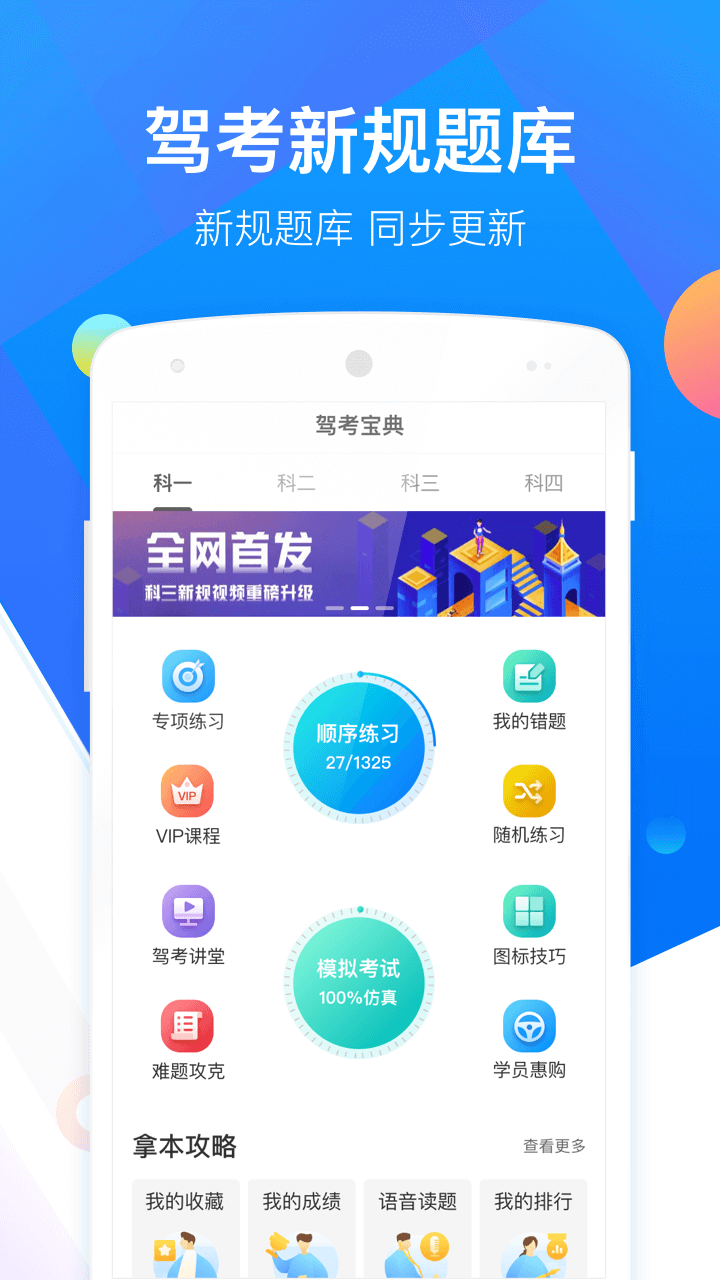 驾考新规题库
新规题库 同步更新
驾考宝典
科一 科二 科三 科四
全网首发
科三新规视频重磅升级
专项练习
顺序练习
27/1325
我的错题
VIP
VIP课程
随机练习
驾考讲堂
模拟考试
100%仿真
图标技巧
难题攻克
学员惠购
拿本攻略 查看更多
我的收藏 我的成绩 语音读题 我的排行